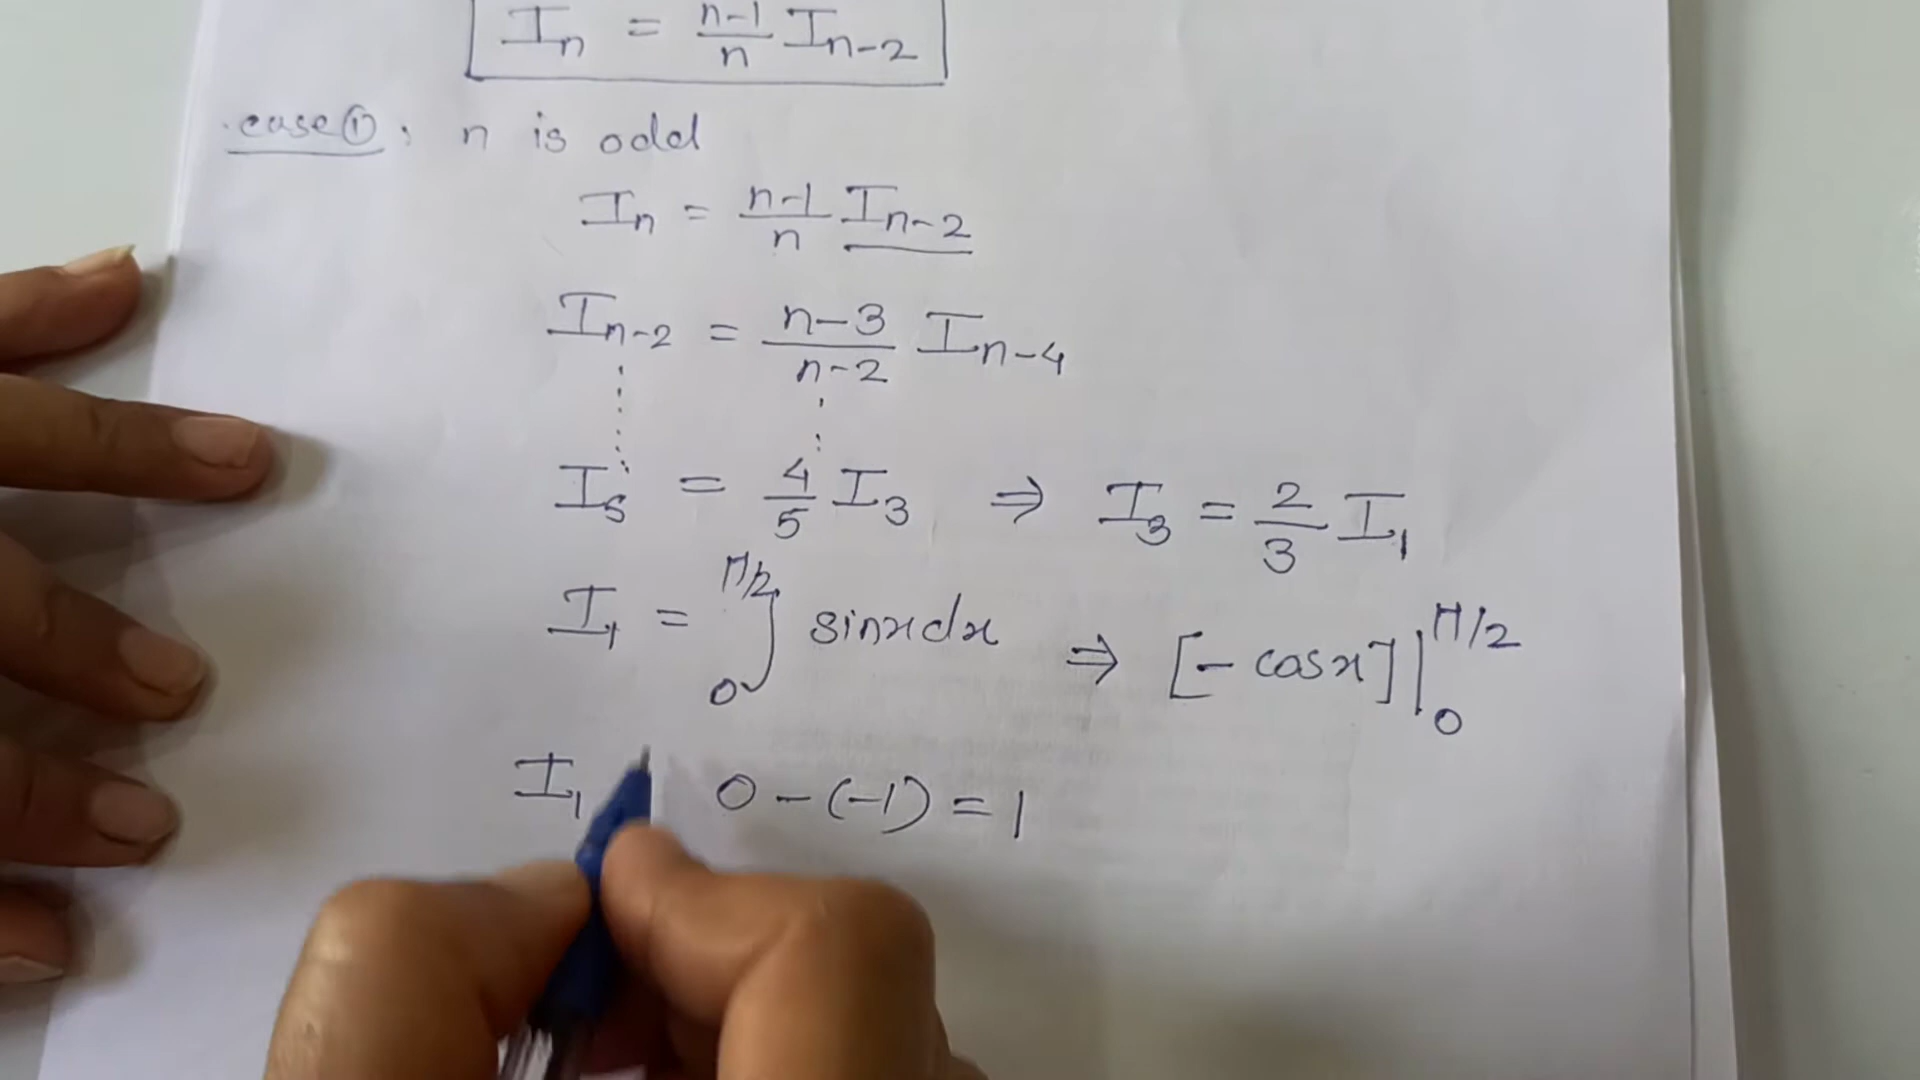 Iₙ = n-1/n Iₙ₋₂
case ① : n is odd
Iₙ = n-1/n Iₙ₋₂
Iₙ₋₂ = n-3/n-2 Iₙ₋₄
I₅ = 4/5 I₃ ⇒ I₃ = 2/3 I₁
I₁ = ∫₀^π/2 sinx dx ⇒ [- cosx]|₀^π/2
I₁ 0 - (-1) = 1